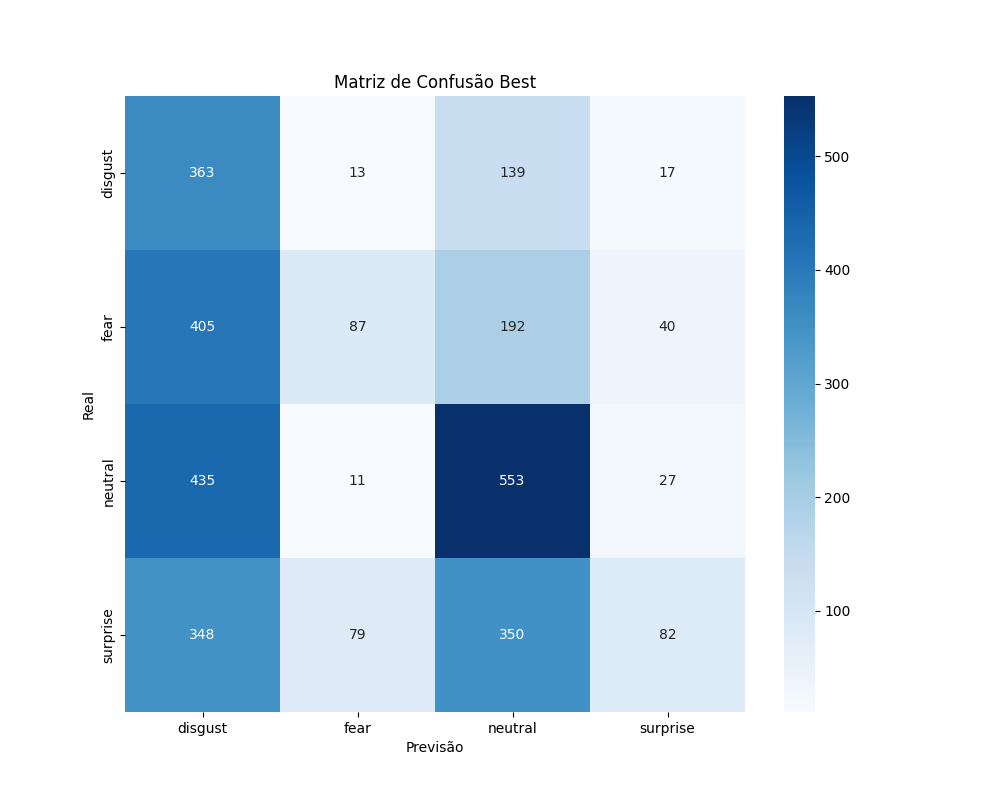 Matriz de Confusão Best
Real
disgust
363 13 139 17
fear
405 87 192 40
neutral
435 11 553 27
surprise
348 79 350 82
disgust fear neutral surprise
Previsão
500
400
300
200
100